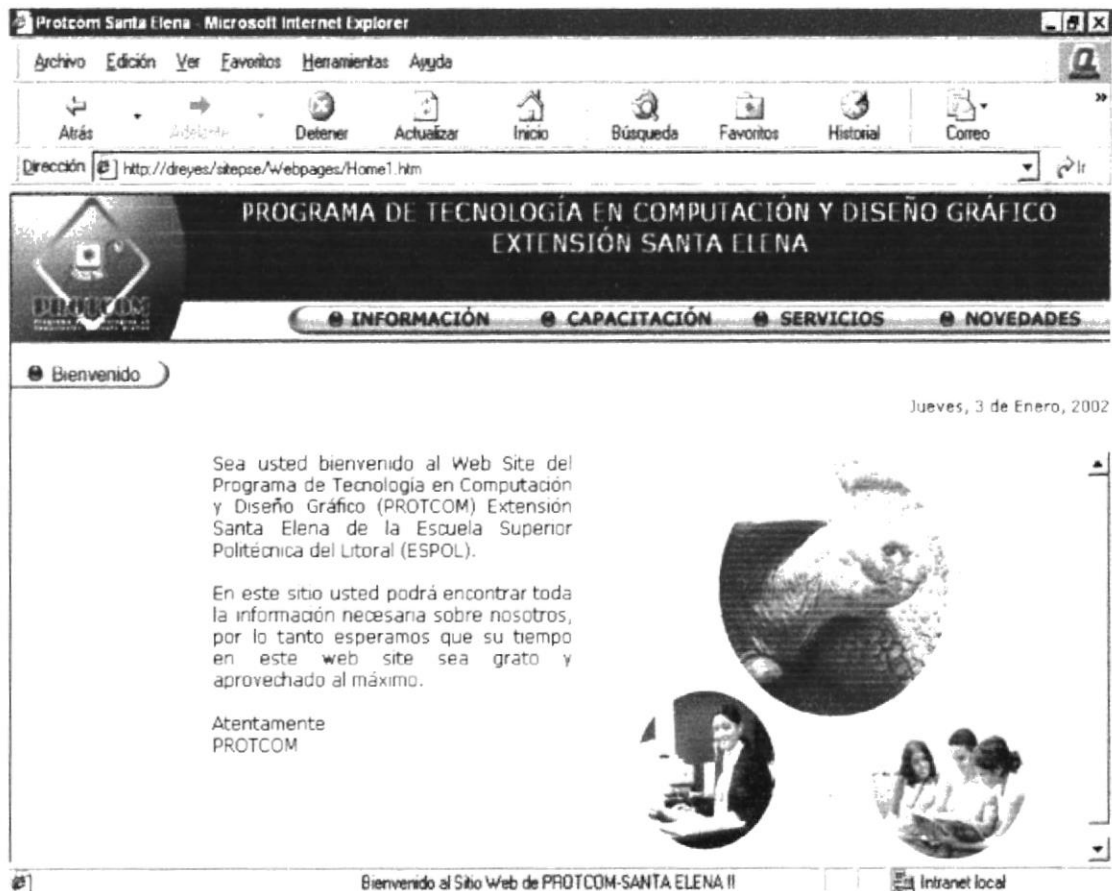 Protcom Santa Elena - Microsoft Internet Explorer
Archivo Edición Ver Favoritos Herramientas Ayuda
Atrás Adelante Detener Actualizar Inicio Búsqueda Favoritos Historial Correo »
Dirección http://dreyes/sitepse/Webpages/Home1.htm Ir
PROGRAMA DE TECNOLOGÍA EN COMPUTACIÓN Y DISEÑO GRÁFICO
EXTENSIÓN SANTA ELENA
PROTCOM
INFORMACIÓN CAPACITACIÓN SERVICIOS NOVEDADES
Bienvenido
Jueves, 3 de Enero, 2002
Sea usted bienvenido al Web Site del
Programa de Tecnología en Computación
y Diseño Gráfico (PROTCOM) Extensión
Santa Elena de la Escuela Superior
Politécnica del Litoral (ESPOL).
En este sitio usted podrá encontrar toda
la información necesaria sobre nosotros,
por lo tanto esperamos que su tiempo
en este web site sea grato y
aprovechado al máximo.
Atentamente
PROTCOM
Bienvenido al Sitio Web de PROTCOM-SANTA ELENA !! Intranet local